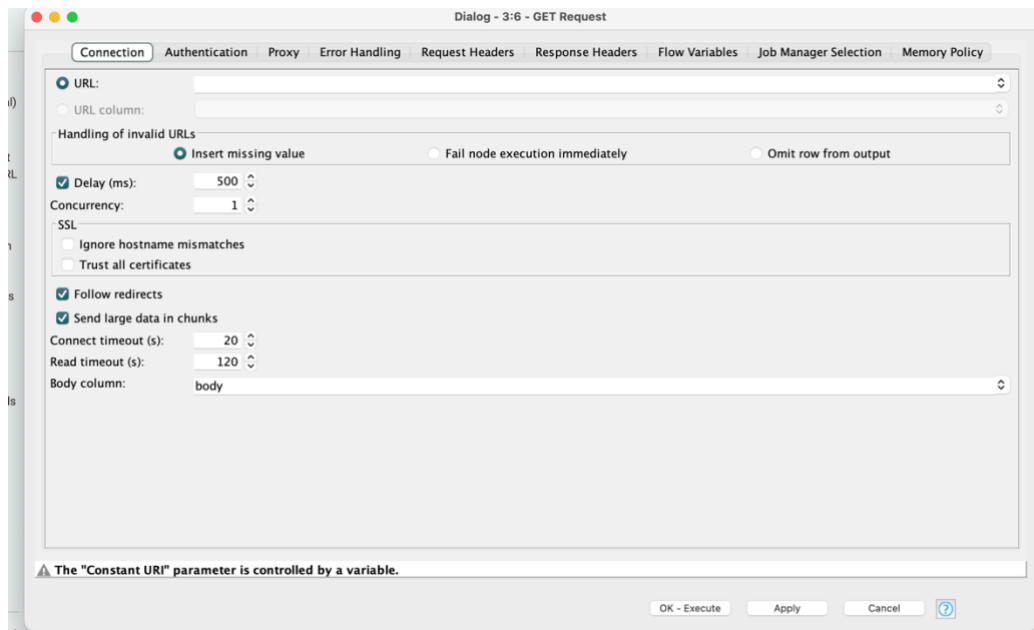 Dialog - 3:6 - GET Request
Connection Authentication Proxy Error Handling Request Headers Response Headers Flow Variables Job Manager Selection Memory Policy
URL:
URL column:
Handling of invalid URLs
Insert missing value Fail node execution immediately Omit row from output
Delay (ms): 500
Concurrency: 1
SSL
Ignore hostname mismatches
Trust all certificates
Follow redirects
Send large data in chunks
Connect timeout (s): 20
Read timeout (s): 120
Body column: body
The "Constant URI" parameter is controlled by a variable.
OK - Execute Apply Cancel ?